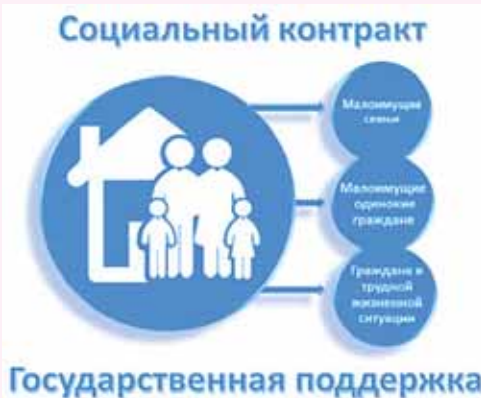 Социальный контракт
Малоимущие
семьи
Малоимущие
одинокие
граждане
Граждане в
трудной
жизненной
ситуации
Государственная поддержка